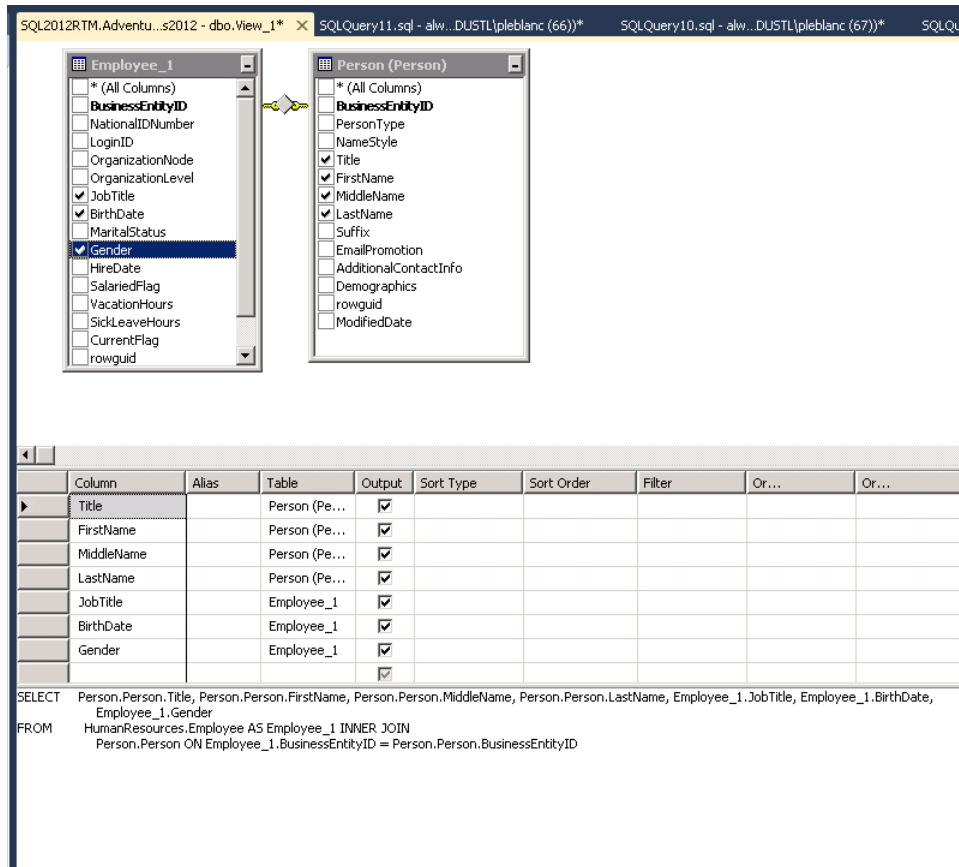 SQL2012RTM.Adventu...s2012 - dbo.View_1* SQLQuery11.sql - alw...DUSTL\pleblanc (66))* SQLQuery10.sql - alw...DUSTL\pleblanc (67))* SQLQu
Employee_1
* (All Columns)
BusinessEntityID
NationalIDNumber
LoginID
OrganizationNode
OrganizationLevel
JobTitle
BirthDate
MaritalStatus
Gender
HireDate
SalariedFlag
VacationHours
SickLeaveHours
CurrentFlag
rowguid
Person (Person)
* (All Columns)
BusinessEntityID
PersonType
NameStyle
Title
FirstName
MiddleName
LastName
Suffix
EmailPromotion
AdditionalContactInfo
Demographics
rowguid
ModifiedDate
Column Alias Table Output Sort Type Sort Order Filter Or... Or...
Title Person (Pe...
FirstName Person (Pe...
MiddleName Person (Pe...
LastName Person (Pe...
JobTitle Employee_1
BirthDate Employee_1
Gender Employee_1
SELECT Person.Person.Title, Person.Person.FirstName, Person.Person.MiddleName, Person.Person.LastName, Employee_1.JobTitle, Employee_1.BirthDate,
Employee_1.Gender
FROM HumanResources.Employee AS Employee_1 INNER JOIN
Person.Person ON Employee_1.BusinessEntityID = Person.Person.BusinessEntityID